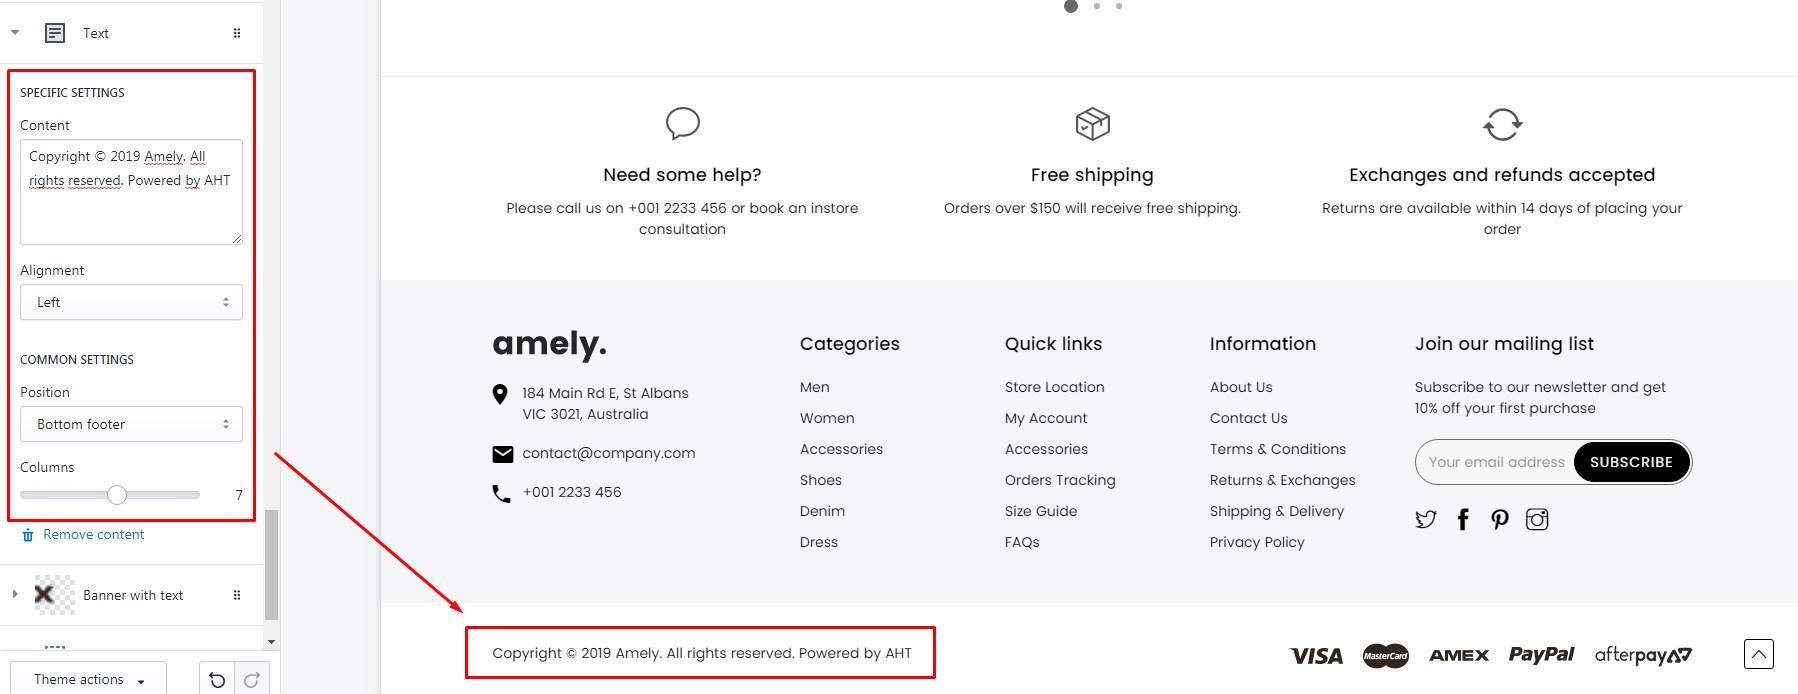 Text
SPECIFIC SETTINGS
Content
Copyright © 2019 Amely. All
rights reserved. Powered by AHT
Alignment
Left
COMMON SETTINGS
Position
Bottom footer
Columns
7
Remove content
Banner with text
Theme actions
Need some help?
Please call us on +001 2233 456 or book an instore
consultation
Free shipping
Orders over $150 will receive free shipping.
Exchanges and refunds accepted
Returns are available within 14 days of placing your
order
amely.
184 Main Rd E, St Albans
VIC 3021, Australia
contact@company.com
+001 2233 456
Categories
Men
Women
Accessories
Shoes
Denim
Dress
Quick links
Store Location
My Account
Accessories
Orders Tracking
Size Guide
FAQs
Information
About Us
Contact Us
Terms & Conditions
Returns & Exchanges
Shipping & Delivery
Privacy Policy
Join our mailing list
Subscribe to our newsletter and get
10% off your first purchase
Your email address
SUBSCRIBE
Copyright © 2019 Amely. All rights reserved. Powered by AHT
VISA
MasterCard
AMEX
PayPal
afterpay